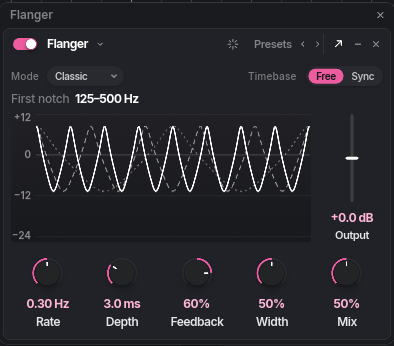 Flanger
Flanger
Presets
Mode Classic Timebase Free Sync
First notch 125–500 Hz
+12
0
−12
−24
+0.0 dB
Output
0.30 Hz 3.0 ms 60% 50% 50%
Rate Depth Feedback Width Mix